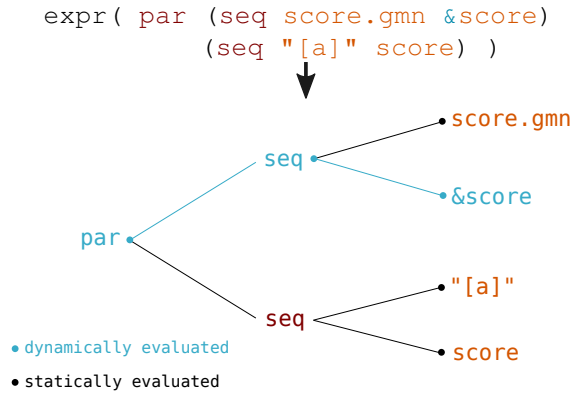 expr( par (seq score.gmn &score)
(seq "[a]" score) )
score.gmn
seq
&score
par
"[a]"
seq
score
dynamically evaluated
statically evaluated